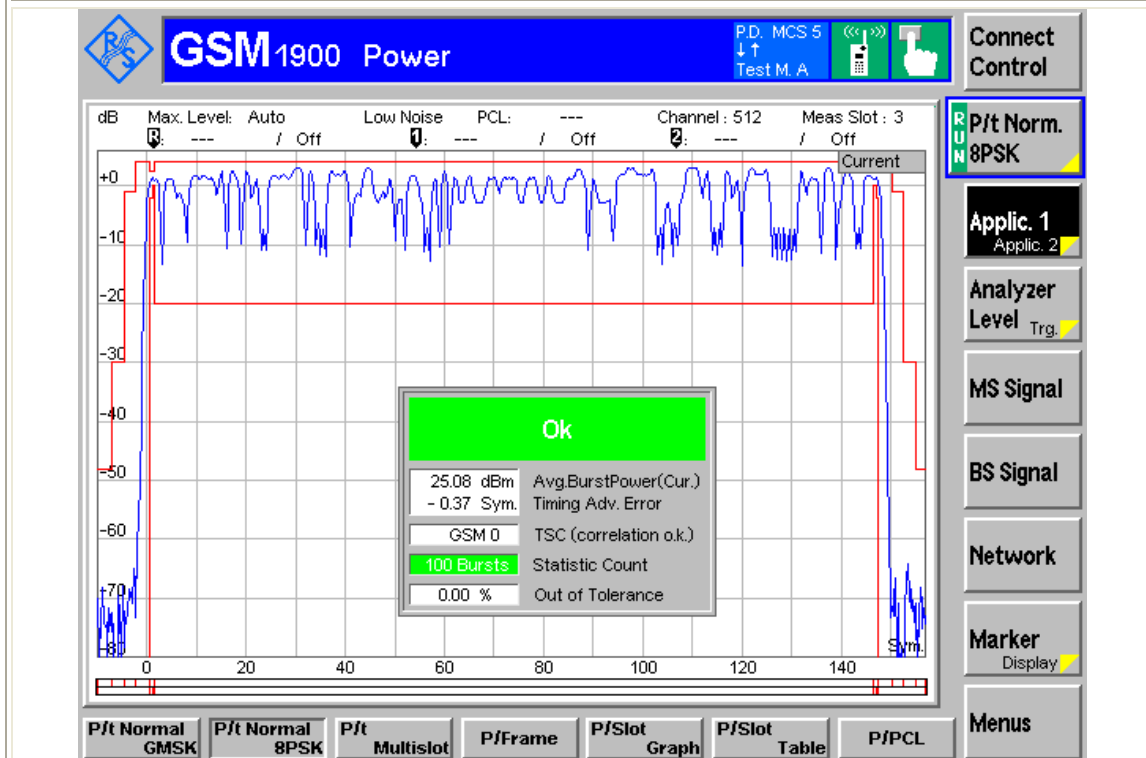 R&S
GSM 1900 Power
P.D. MCS 5
↓↑
Test M. A
Connect Control
dB Max. Level: Auto Low Noise PCL: --- Channel : 512 Meas Slot : 3
R: --- / Off 1: --- / Off 2: --- / Off
Current
RUN
P/t Norm. 8PSK
+0
-10
-20
-30
-40
-50
-60
-70
-80
Sym.
0 20 40 60 80 100 120 140
Ok
25.08 dBm Avg.BurstPower(Cur.)
- 0.37 Sym. Timing Adv. Error
GSM 0 TSC (correlation o.k.)
100 Bursts Statistic Count
0.00 % Out of Tolerance
Applic. 1
Applic. 2
Analyzer Level Trg.
MS Signal
BS Signal
Network
Marker
Display
Menus
P/t Normal GMSK
P/t Normal 8PSK
P/t Multislot
P/Frame
P/Slot Graph
P/Slot Table
P/PCL